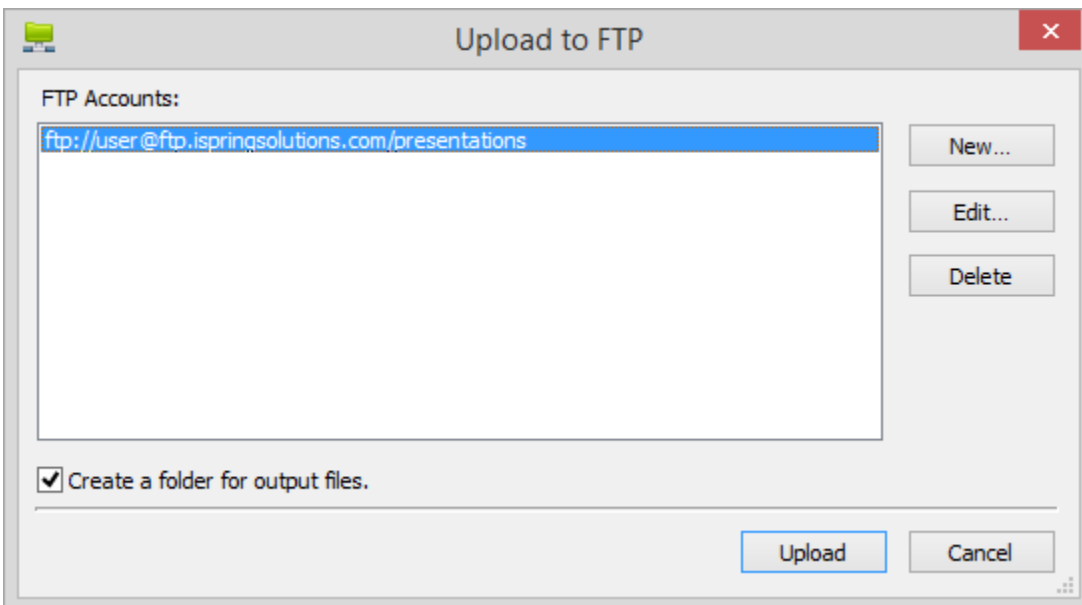 Upload to FTP
FTP Accounts:
ftp://user@ftp.ispringsolutions.com/presentations
New...
Edit...
Delete
Create a folder for output files.
Upload
Cancel